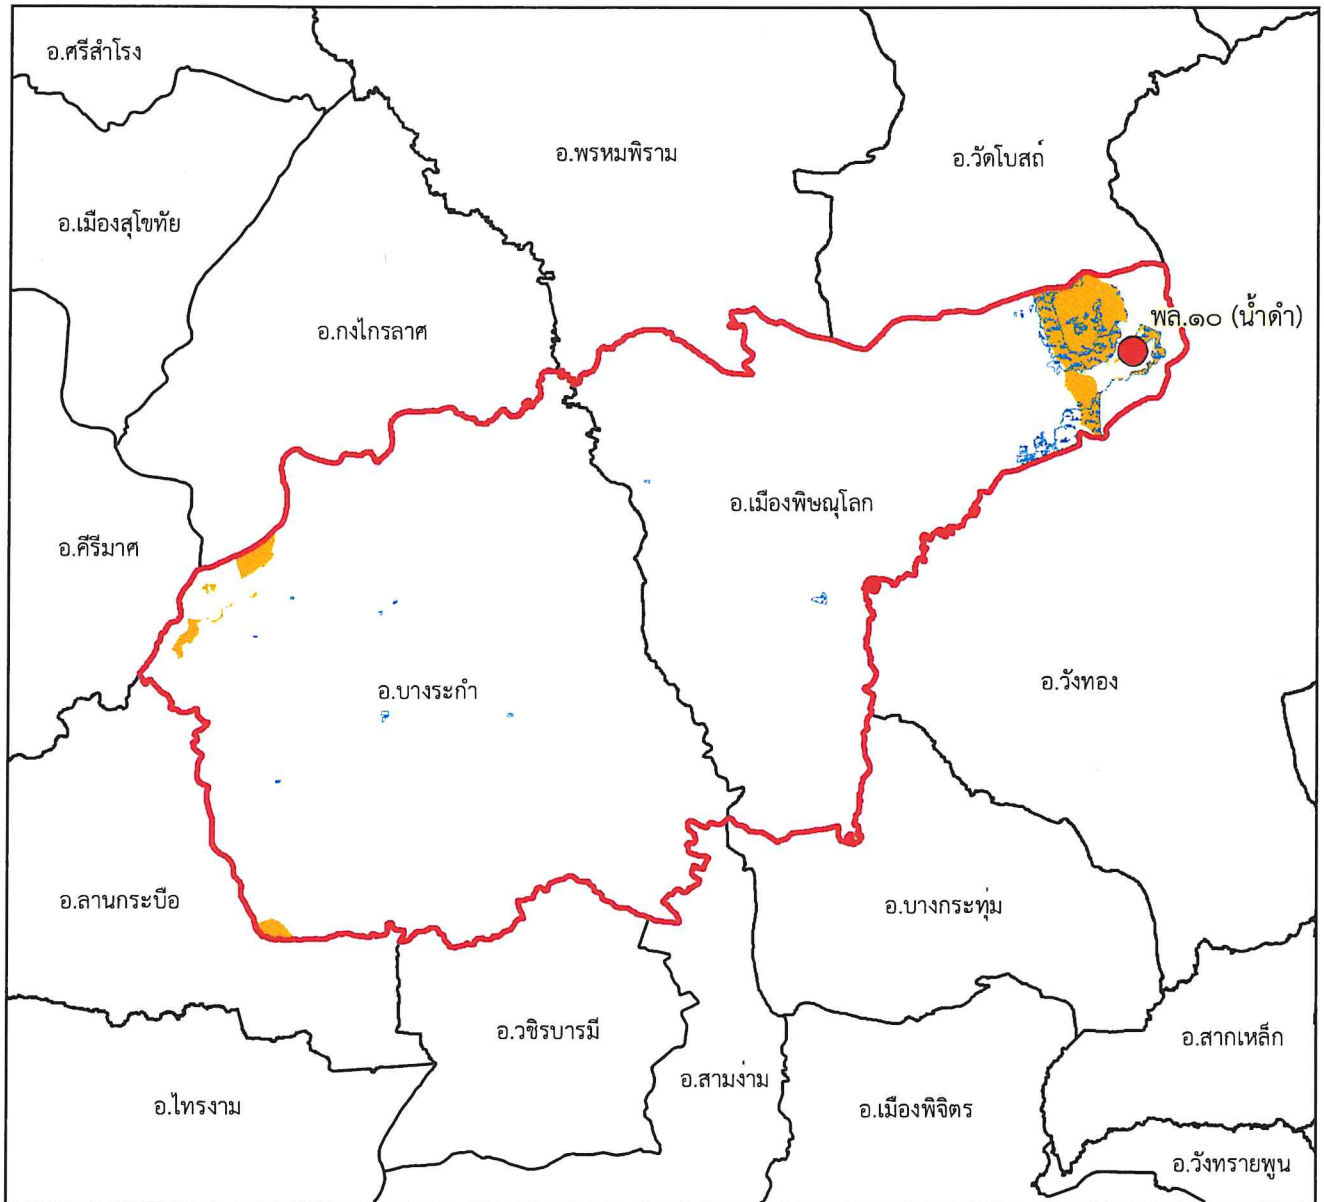 อ.ศรีสำโรง
อ.พรหมพิราม
อ.วัดโบสถ์
อ.เมืองสุโขทัย
อ.กงไกรลาศ
พล.๑๐ (น้ำดำ)
อ.คีรีมาศ
อ.เมืองพิษณุโลก
อ.บางระกำ
อ.วังทอง
อ.ลานกระบือ
อ.บางกระทุ่ม
อ.วชิรบารมี
อ.สากเหล็ก
อ.สามง่าม
อ.ไทรงาม
อ.เมืองพิจิตร
อ.วังทรายพูน